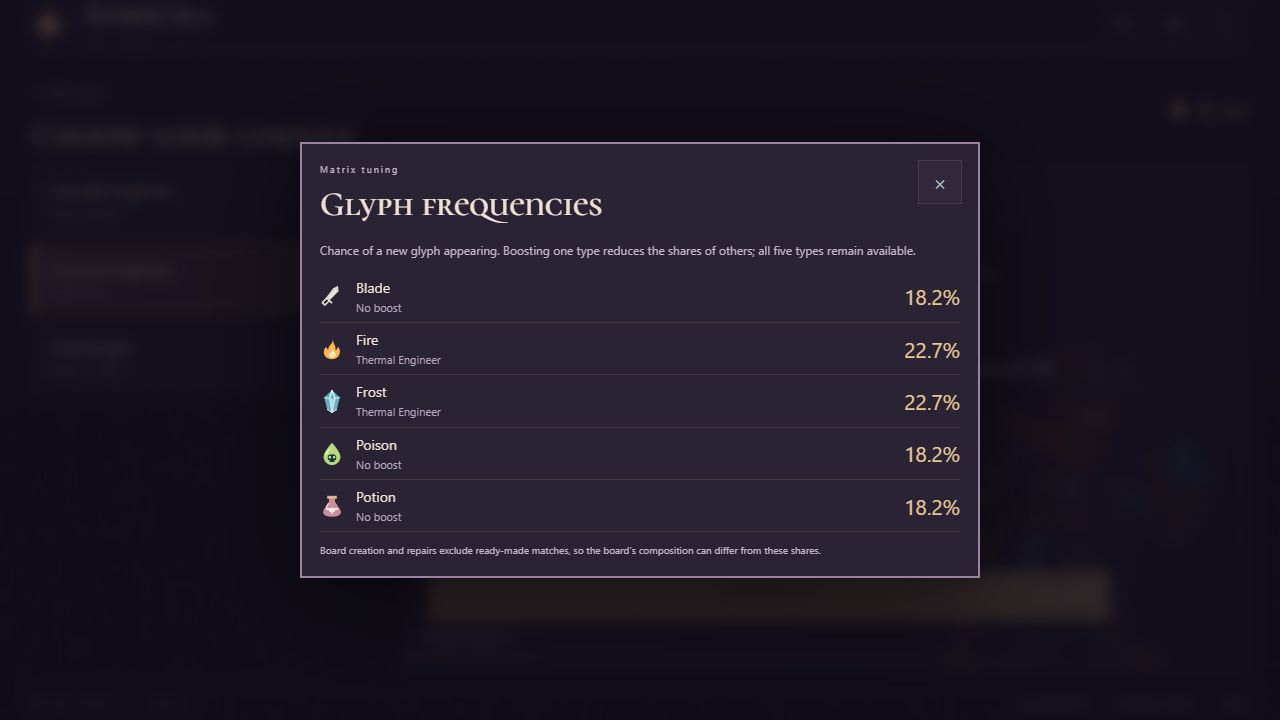 Matrix tuning
Glyph frequencies
×
Chance of a new glyph appearing. Boosting one type reduces the shares of others; all five types remain available.
Blade
No boost
18.2%
Fire
Thermal Engineer
22.7%
Frost
Thermal Engineer
22.7%
Poison
No boost
18.2%
Potion
No boost
18.2%
Board creation and repairs exclude ready-made matches, so the board's composition can differ from these shares.